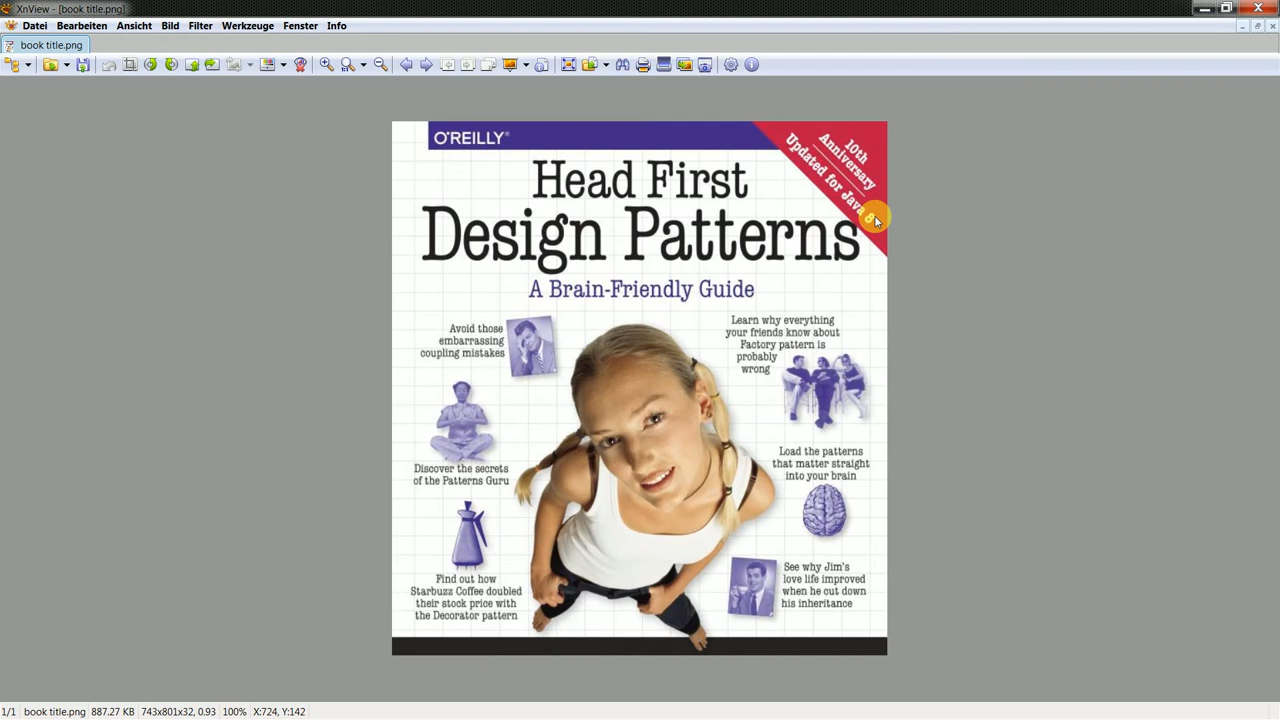 XnView - [book title.png]
Datei Bearbeiten Ansicht Bild Filter Werkzeuge Fenster Info
book title.png
O'REILLY®
10th
Anniversary
Updated for Java 8
Head First
Design Patterns
A Brain-Friendly Guide
Avoid those
embarrassing
coupling mistakes
Learn why everything
your friends know about
Factory pattern is
probably
wrong
Discover the secrets
of the Patterns Guru
Load the patterns
that matter straight
into your brain
Find out how
Starbuzz Coffee doubled
their stock price with
the Decorator pattern
See why Jim's
love life improved
when he cut down
his inheritance
1/1 book title.png 887.27 KB 743x801x32, 0.93 100% X:724, Y:142